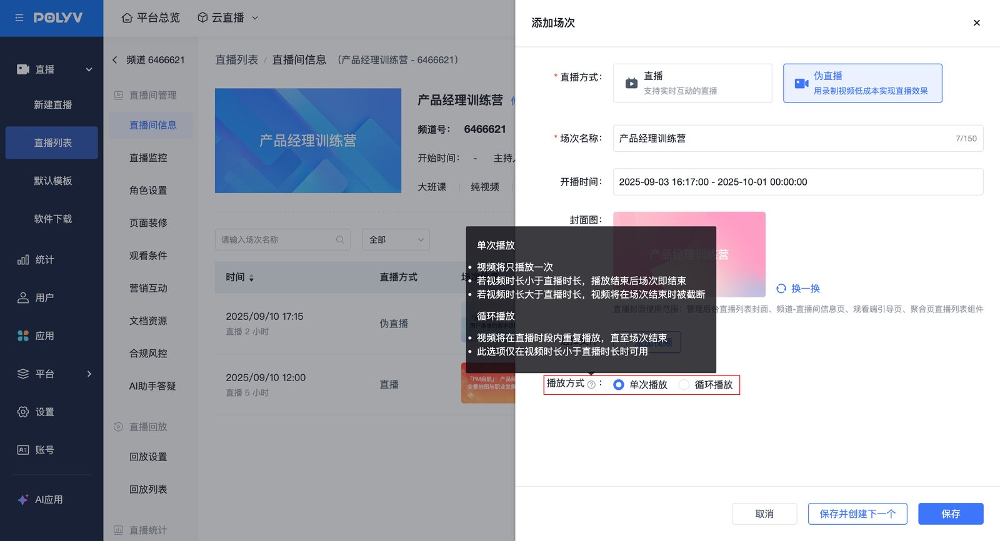 POLYV
平台总览
云直播
直播
新建直播
直播列表
默认模板
软件下载
统计
用户
应用
平台
设置
账号
AI应用
频道 6466621
直播间管理
直播间信息
直播监控
角色设置
页面装修
观看条件
营销互动
文档资源
合规风控
AI助手答疑
直播回放
回放设置
回放列表
直播统计
直播列表 / 直播间信息 （产品经理训练营 - 6466621）
产品经理训练营
产品经理训练营
频道号： 6466621
开始时间： - 主持人
大班课 纯视频
请输入场次名称
全部
时间 直播方式
2025/09/10 17:15
直播 2 小时
伪直播
2025/09/10 12:00
直播 5 小时
直播
「PM启航」：产品经
全景地图与职业发展
添加场次
* 直播方式：
直播
支持实时互动的直播
伪直播
用录制视频低成本实现直播效果
* 场次名称：
产品经理训练营 7/150
开播时间：
2025-09-03 16:17:00 - 2025-10-01 00:00:00
封面图：
产品经理训练营
换一换
直播封面使用范围：管理后台直播列表封面、频道-直播间信息页、观看端引导页、聚合页直播列表组件
单次播放
• 视频将只播放一次
• 若视频时长小于直播时长，播放结束后场次即结束
• 若视频时长大于直播时长，视频将在场次结束时被截断
循环播放
• 视频将在直播时段内重复播放，直至场次结束
• 此选项仅在视频时长小于直播时长时可用
播放方式 ? ： 单次播放 循环播放
取消
保存并创建下一个
保存